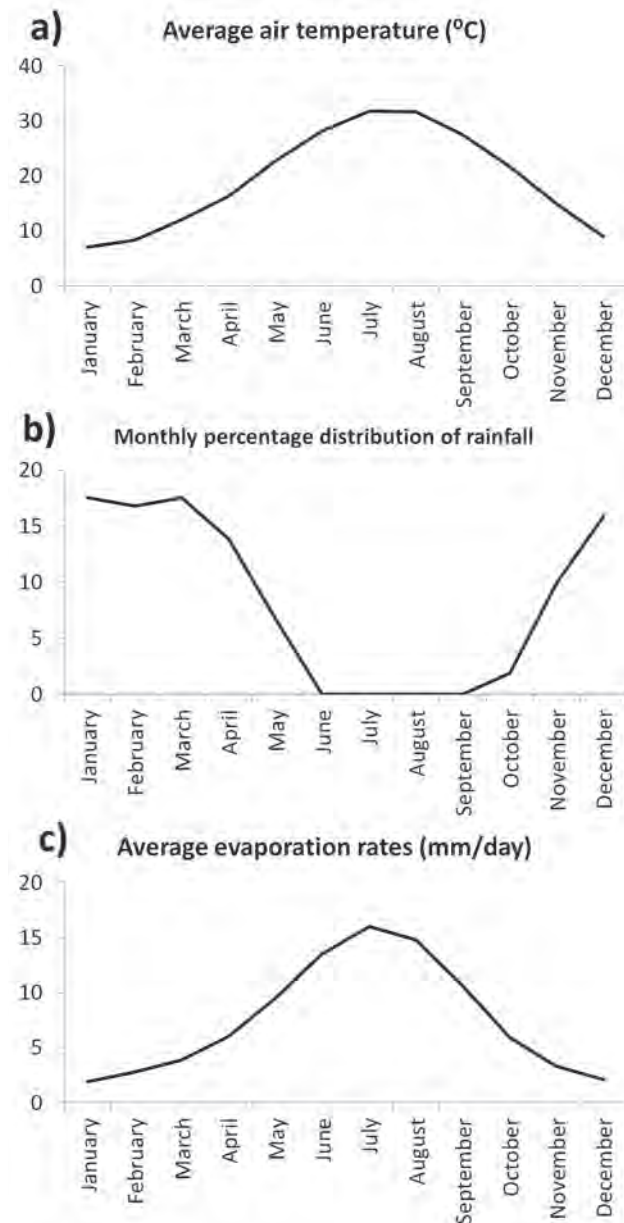 a)
Average air temperature (ºC)
40
30
20
10
0
January
February
March
April
May
June
July
August
September
October
November
December
b)
Monthly percentage distribution of rainfall
20
15
10
5
0
January
February
March
April
May
June
July
August
September
October
November
December
c)
Average evaporation rates (mm/day)
20
15
10
5
0
January
February
March
April
May
June
July
August
September
October
November
December